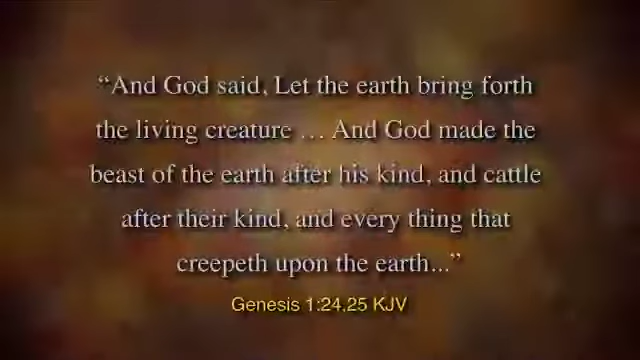 “And God said, Let the earth bring forth
the living creature … And God made the
beast of the earth after his kind, and cattle
after their kind, and every thing that
creepeth upon the earth...”
Genesis 1:24,25 KJV